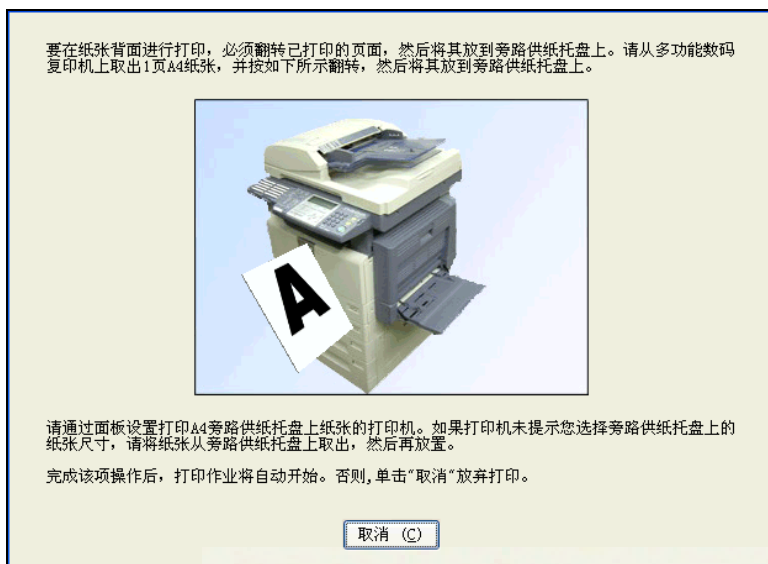 要在纸张背面进行打印，必须翻转已打印的页面，然后将其放到旁路供纸托盘上。请从多功能数码
复印机上取出1页A4纸张，并按如下所示翻转，然后将其放到旁路供纸托盘上。
A
请通过面板设置打印A4旁路供纸托盘上纸张的打印机。如果打印机未提示您选择旁路供纸托盘上的
纸张尺寸，请将纸张从旁路供纸托盘上取出，然后再放置。
完成该项操作后，打印作业将自动开始。否则,单击"取消"放弃打印。
取消 (C)